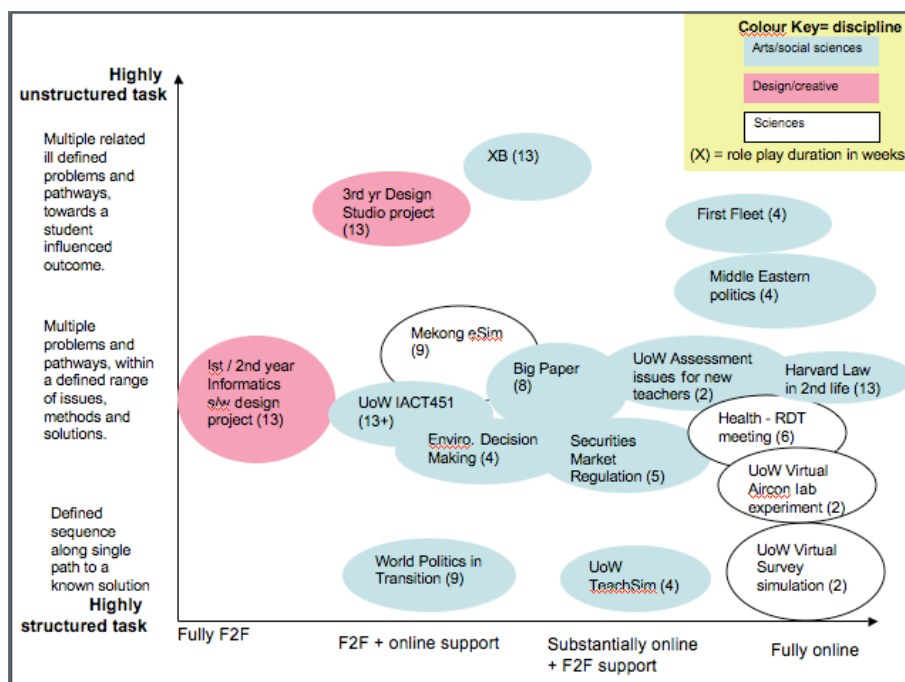 Colour Key= discipline
Arts/social sciences
Design/creative
Sciences
(X) = role play duration in weeks
Highly
unstructured task
Multiple related
ill defined
problems and
pathways,
towards a
student
influenced
outcome.
Multiple
problems and
pathways, within
a defined range
of issues,
methods and
solutions.
Defined
sequence
along single
path to a
known solution
Highly
structured task
XB (13)
3rd yr Design
Studio project
(13)
First Fleet (4)
Middle Eastern
politics (4)
Mekong eSim
(9)
Ist / 2nd year
Informatics
s/w design
project (13)
Big Paper
(8)
UoW Assessment
issues for new
teachers (2)
Harvard Law
in 2nd life (13)
UoW IACT451
(13+)
Enviro. Decision
Making (4)
Securities
Market
Regulation (5)
Health - RDT
meeting (6)
UoW Virtual
Aircon lab
experiment (2)
World Politics in
Transition (9)
UoW
TeachSim (4)
UoW Virtual
Survey
simulation (2)
Fully F2F
F2F + online support
Substantially online
+ F2F support
Fully online